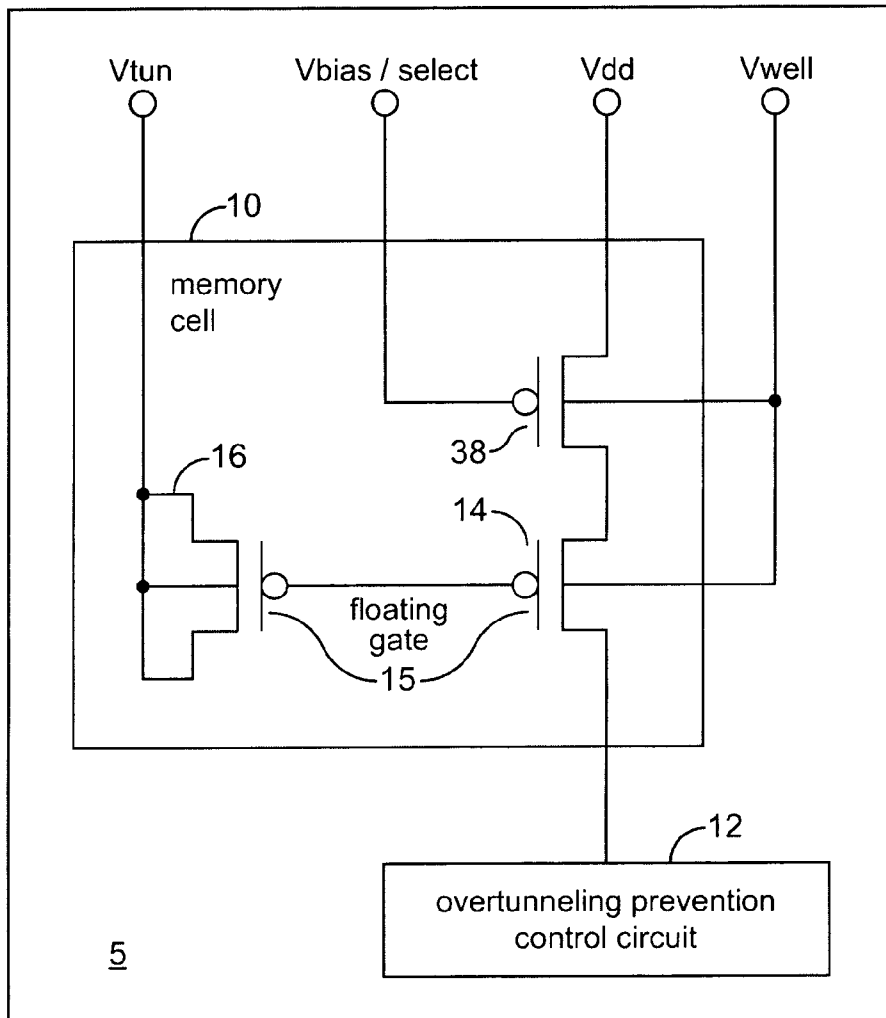 Vtun
Vbias / select
Vdd
Vwell
10
memory
cell
38
16
14
floating
gate
15
12
overtunneling prevention
control circuit
5